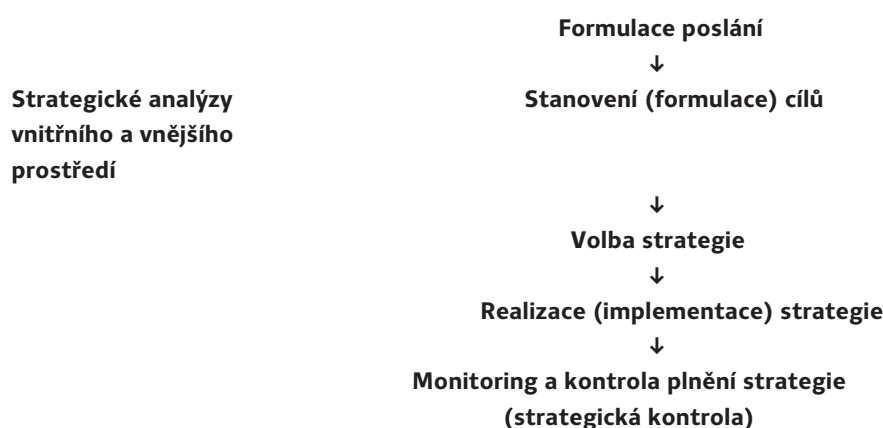 Formulace poslání
↓
Strategické analýzy
vnitřního a vnějšího
prostředí
Stanovení (formulace) cílů
↓
Volba strategie
↓
Realizace (implementace) strategie
↓
Monitoring a kontrola plnění strategie
(strategická kontrola)